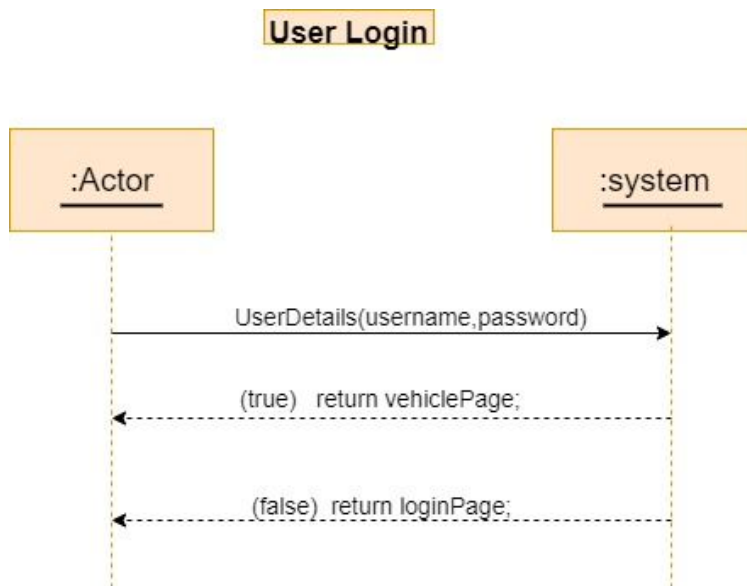 User Login
:Actor
:system
UserDetails(username,password)
(true) return vehiclePage;
(false) return loginPage;